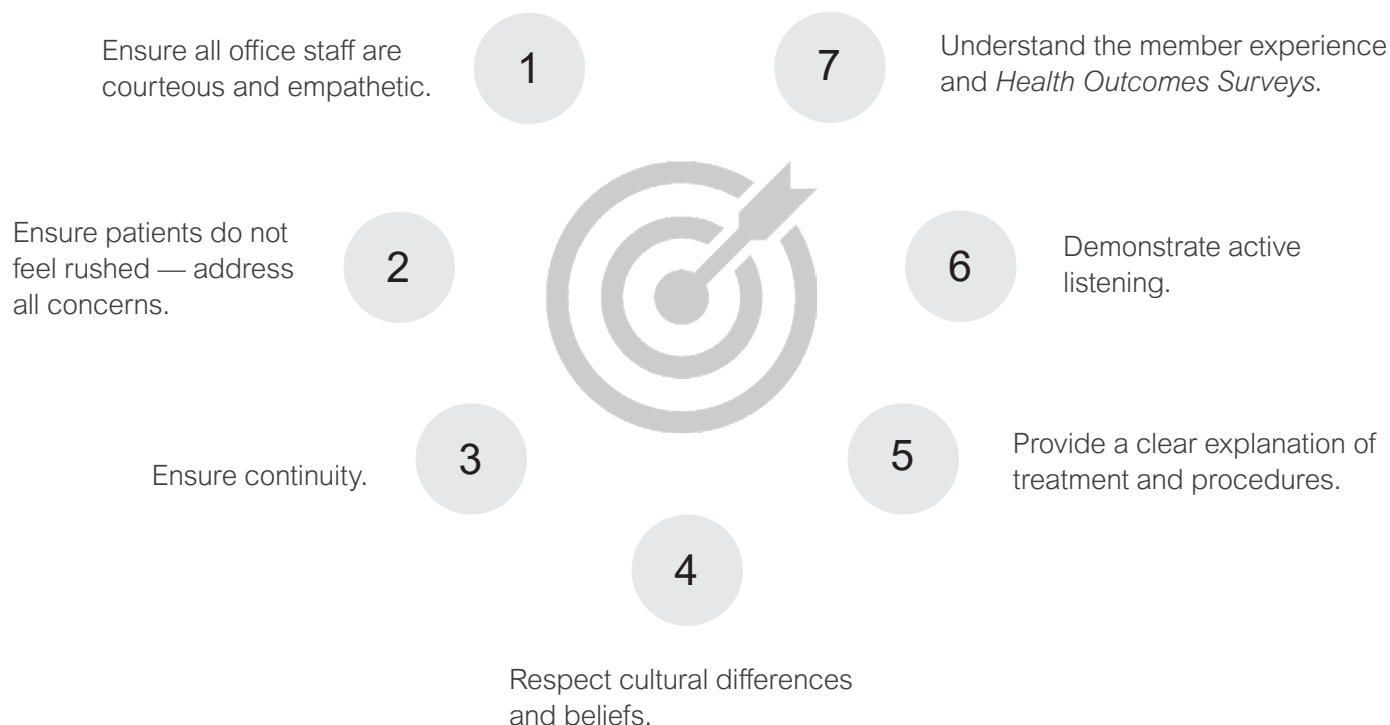 1
Ensure all office staff are
courteous and empathetic.
2
Ensure patients do not
feel rushed — address
all concerns.
3
Ensure continuity.
4
Respect cultural differences
and beliefs.
5
Provide a clear explanation of
treatment and procedures.
6
Demonstrate active
listening.
7
Understand the member experience
and Health Outcomes Surveys.